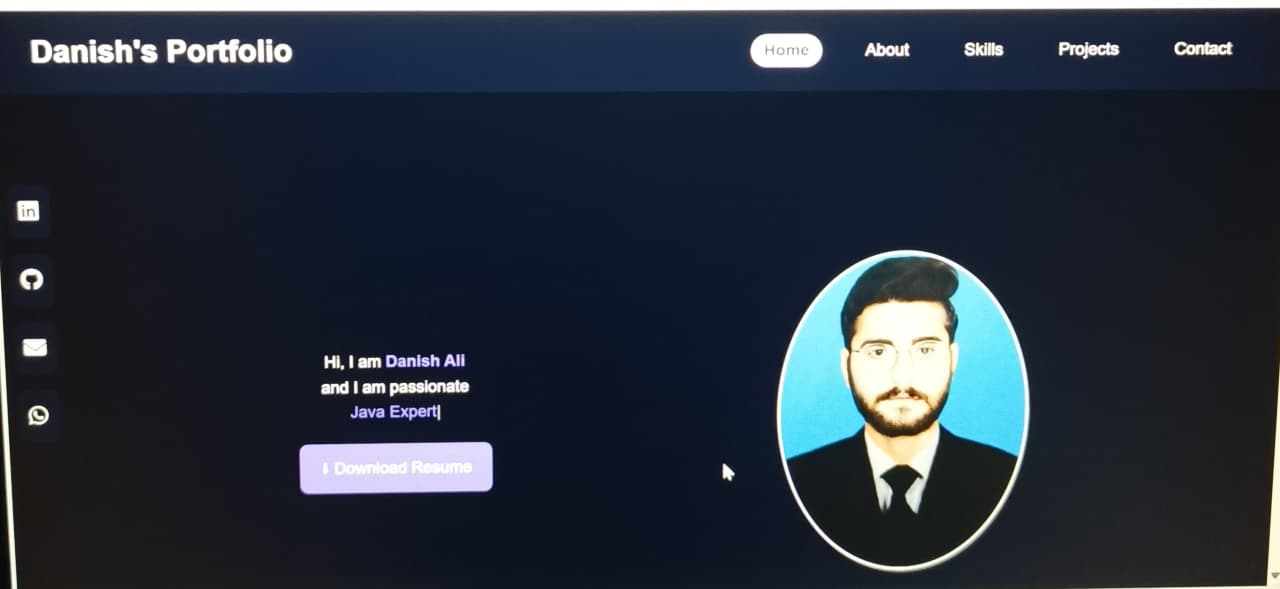 Danish's Portfolio
Home About Skills Projects Contact
in
Hi, I am Danish Ali
and I am passionate
Java Expert|
Download Resume